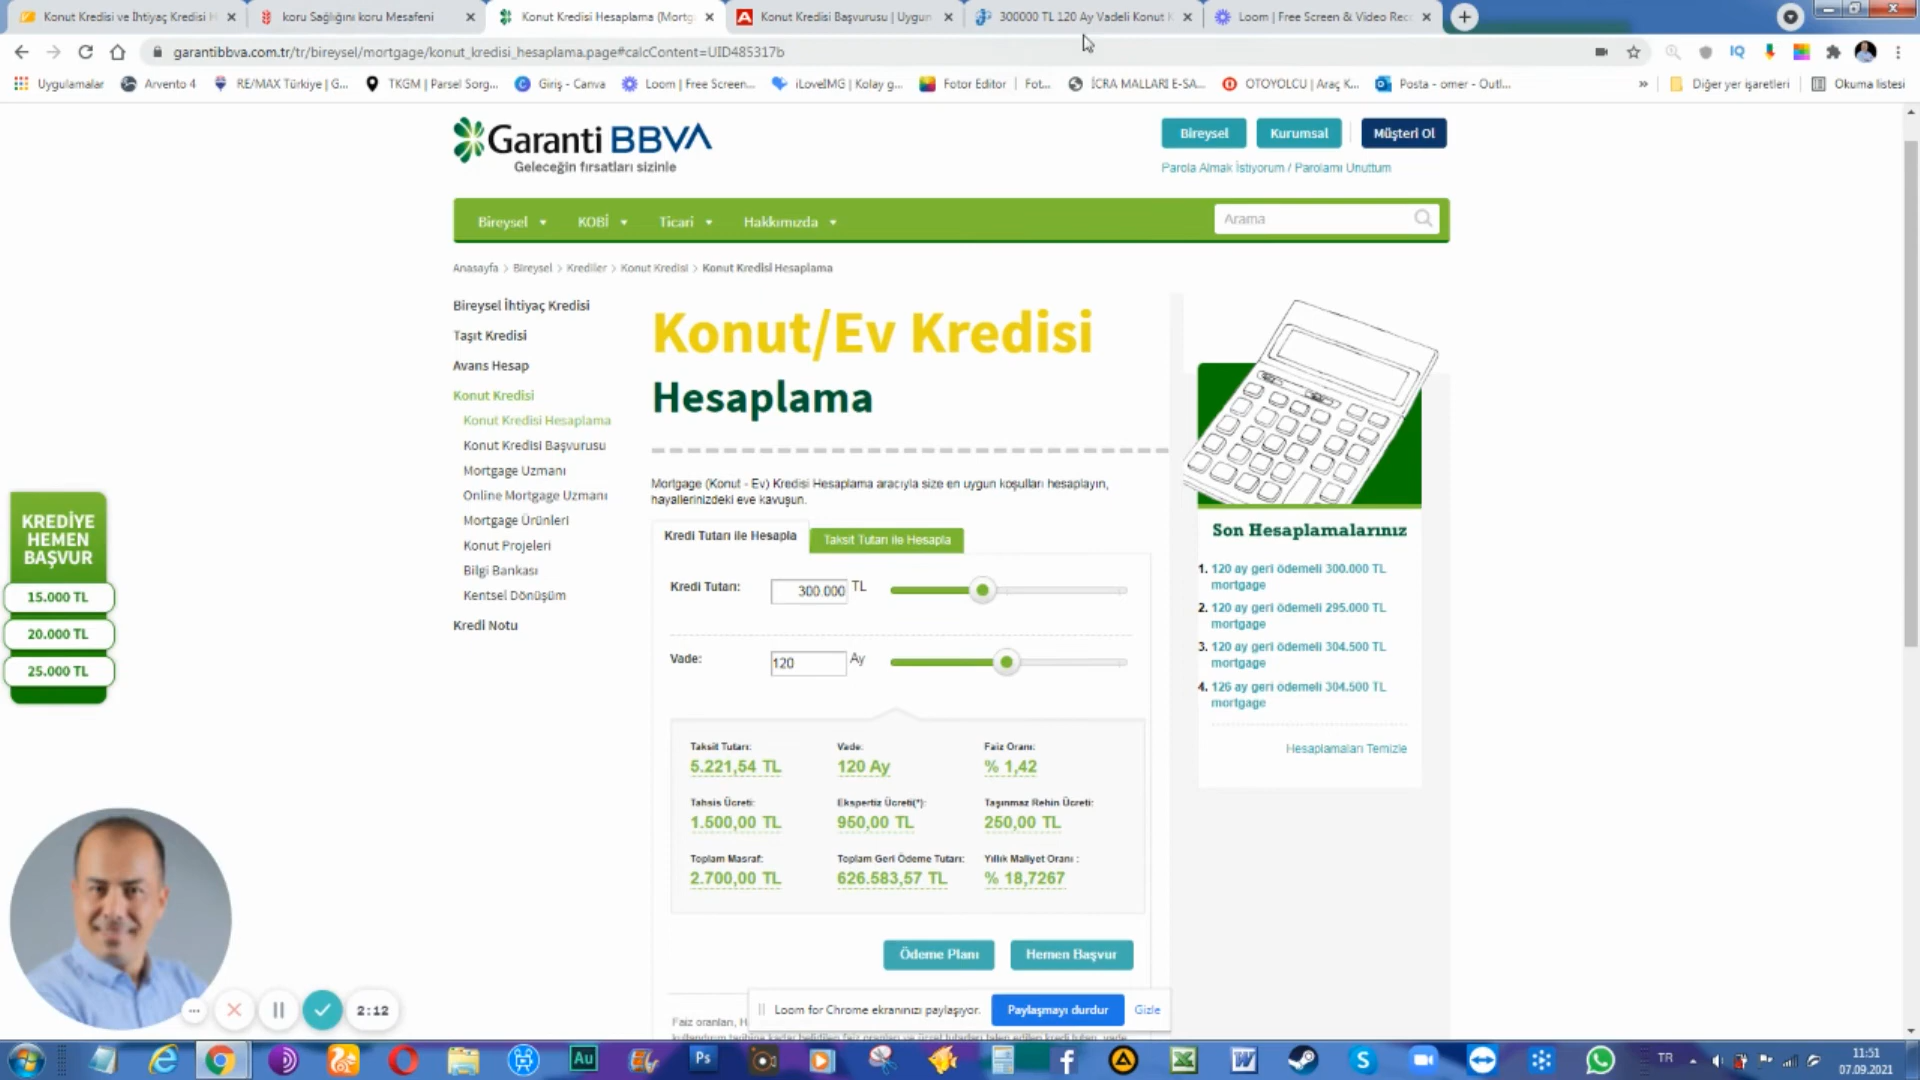 Konut Kredisi ve İhtiyaç Kredisi H
koru Sağlığını koru Mesafeni
Konut Kredisi Hesaplama (Mortg
Konut Kredisi Başvurusu | Uygun
300000 TL 120 Ay Vadeli Konut K
Loom | Free Screen & Video Rec
garantibbva.com.tr/tr/bireysel/mortgage/konut_kredisi_hesaplama.page#calcContent=UID485317b
IQ
Uygulamalar
Arvento 4
RE/MAX Türkiye | G...
TKGM | Parsel Sorg...
Giriş - Canva
Loom | Free Screen...
iLoveIMG | Kolay g...
Fotor Editor | Fot...
İCRA MALLARI E-SA...
OTOYOLCU | Araç K...
Posta - omer - Outl...
»
Diğer yer işaretleri
Okuma listesi
Garanti BBVA
Geleceğin fırsatları sizinle
Bireysel
Kurumsal
Müşteri Ol
Parola Almak İstiyorum / Parolamı Unuttum
Bireysel
KOBİ
Ticari
Hakkımızda
Arama
Anasayfa > Bireysel > Krediler > Konut Kredisi > Konut Kredisi Hesaplama
Bireysel İhtiyaç Kredisi
Taşıt Kredisi
Avans Hesap
Konut Kredisi
Konut Kredisi Hesaplama
Konut Kredisi Başvurusu
Mortgage Uzmanı
Online Mortgage Uzmanı
Mortgage Ürünleri
Konut Projeleri
Bilgi Bankası
Kentsel Dönüşüm
Kredi Notu
KREDİYE
HEMEN
BAŞVUR
15.000 TL
20.000 TL
25.000 TL
Konut/Ev Kredisi
Hesaplama
Mortgage (Konut - Ev) Kredisi Hesaplama aracıyla size en uygun koşulları hesaplayın,
hayallerinizdeki eve kavuşun.
Kredi Tutarı ile Hesapla
Taksit Tutarı ile Hesapla
Kredi Tutarı:
300.000
TL
Vade:
120
Ay
Taksit Tutarı:
Vade:
Faiz Oranı:
5.221,54 TL
120 Ay
% 1,42
Tahsis Ücreti:
Ekspertiz Ücreti(*):
Taşınmaz Rehin Ücreti:
1.500,00 TL
950,00 TL
250,00 TL
Toplam Masraf:
Toplam Geri Ödeme Tutarı:
Yıllık Maliyet Oranı :
2.700,00 TL
626.583,57 TL
% 18,7267
Ödeme Planı
Hemen Başvur
Son Hesaplamalarınız
1. 120 ay geri ödemeli 300.000 TL
mortgage
2. 120 ay geri ödemeli 295.000 TL
mortgage
3. 120 ay geri ödemeli 304.500 TL
mortgage
4. 126 ay geri ödemeli 304.500 TL
mortgage
Hesaplamaları Temizle
2:12
Loom for Chrome ekranınızı paylaşıyor.
Paylaşmayı durdur
Gizle
Faiz oranları, H
Au
Ps
TR
11:51
07.09.2021